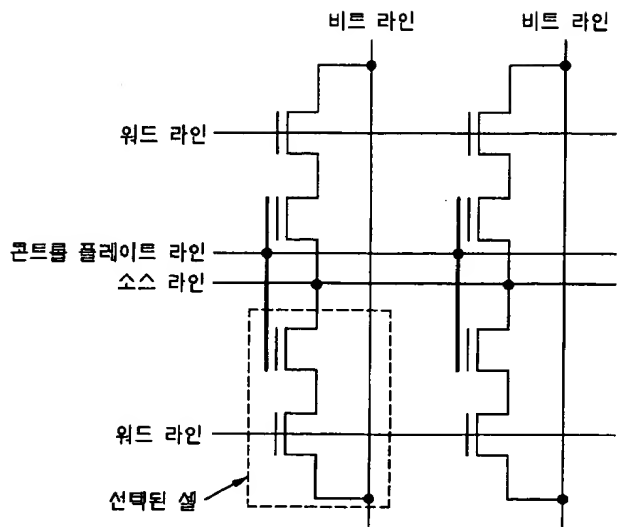 비트 라인
비트 라인
워드 라인
콘트롤 플레이트 라인
소스 라인
워드 라인
선택된 셀